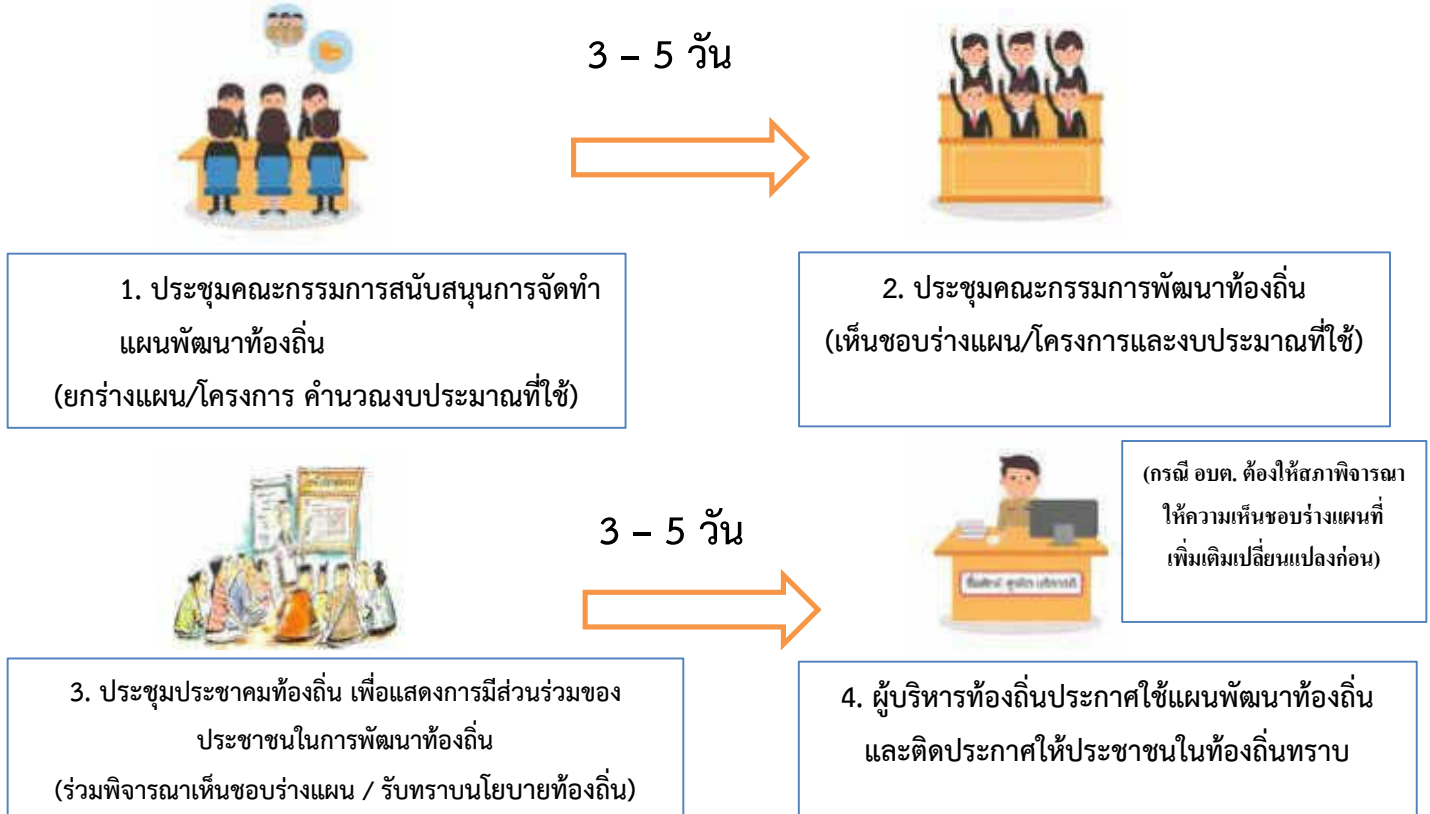 3 – 5 วัน
1. ประชุมคณะกรรมการสนับสนุนการจัดทำ
แผนพัฒนาท้องถิ่น
(ยกร่างแผน/โครงการ คำนวณงบประมาณที่ใช้)
2. ประชุมคณะกรรมการพัฒนาท้องถิ่น
(เห็นชอบร่างแผน/โครงการและงบประมาณที่ใช้)
3 – 5 วัน
(กรณี อบต. ต้องให้สภาพิจารณา
ให้ความเห็นชอบร่างแผนที่
เพิ่มเติมเปลี่ยนแปลงก่อน)
3. ประชุมประชาคมท้องถิ่น เพื่อแสดงการมีส่วนร่วมของ
ประชาชนในการพัฒนาท้องถิ่น
(ร่วมพิจารณาเห็นชอบร่างแผน / รับทราบนโยบายท้องถิ่น)
4. ผู้บริหารท้องถิ่นประกาศใช้แผนพัฒนาท้องถิ่น
และติดประกาศให้ประชาชนในท้องถิ่นทราบ